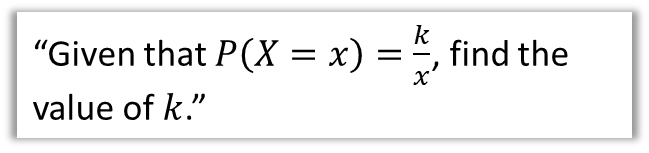 “Given that P(X = x) = k/x, find the
value of k.”